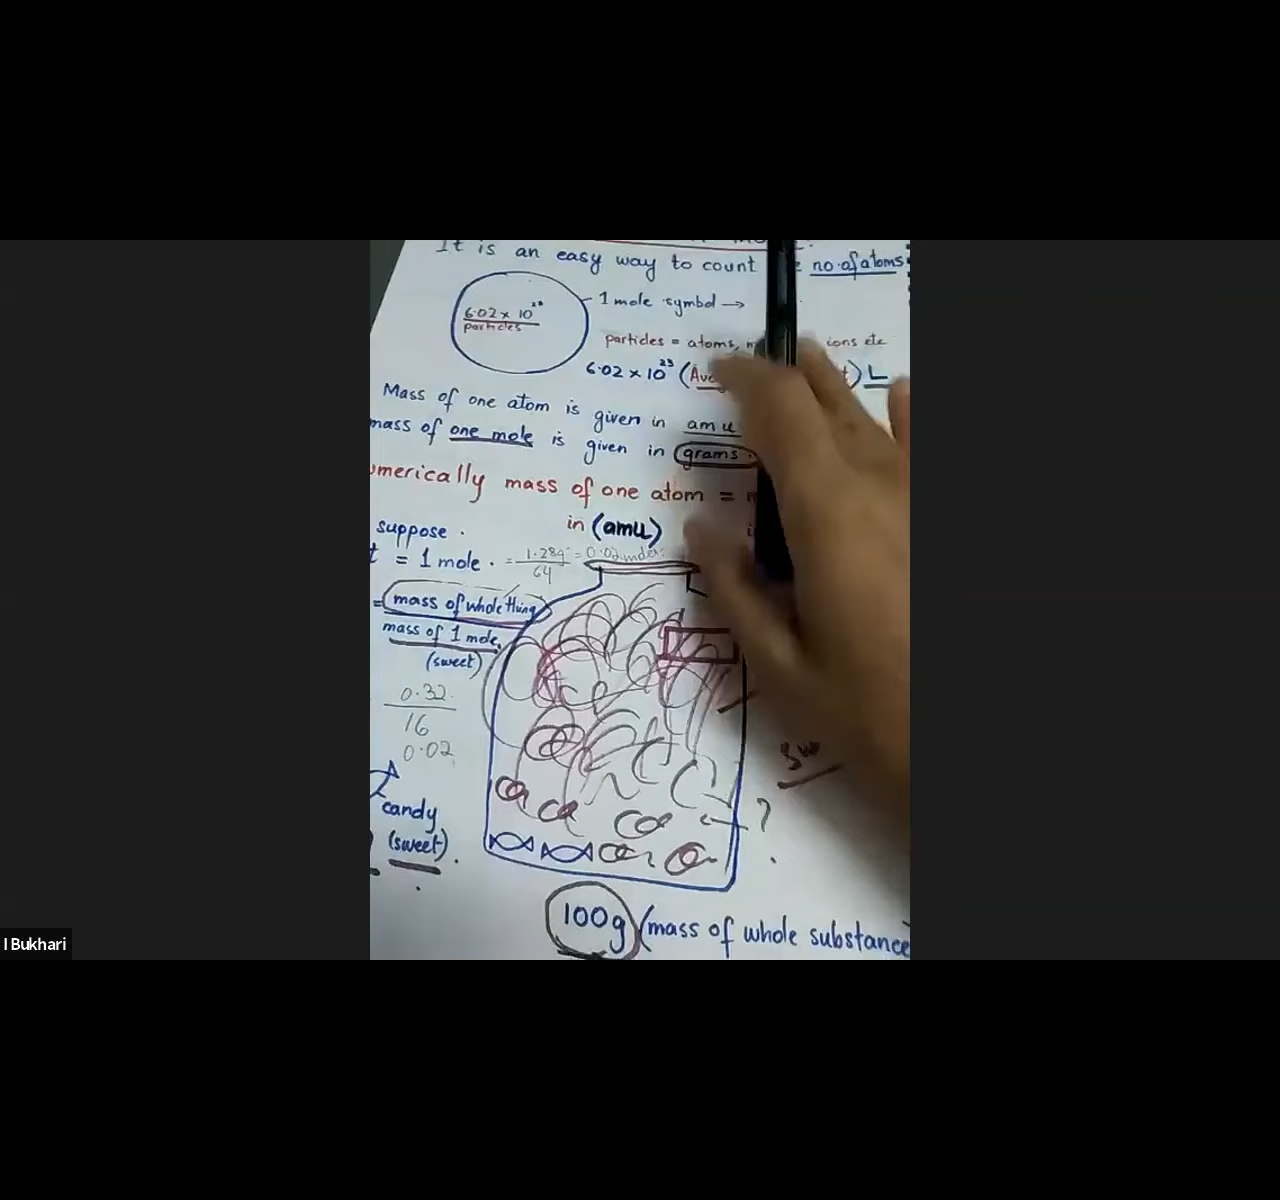 It is an easy way to count no. of atoms
6.02 x 10²³
particles
1 mole symbol →
particles = atoms, ions etc
6.02 x 10²³ ( ) L
Mass of one atom is given in amu
mass of one mole is given in grams.
numerically mass of one atom =
in (amu)
suppose.
= 1 mole. = 1.28g / 64 = 0.02 moles
= mass of whole thing
mass of 1 mole
(sweet)
0.32
16
0.02
candy
(sweet).
?
100g (mass of whole substance
I Bukhari